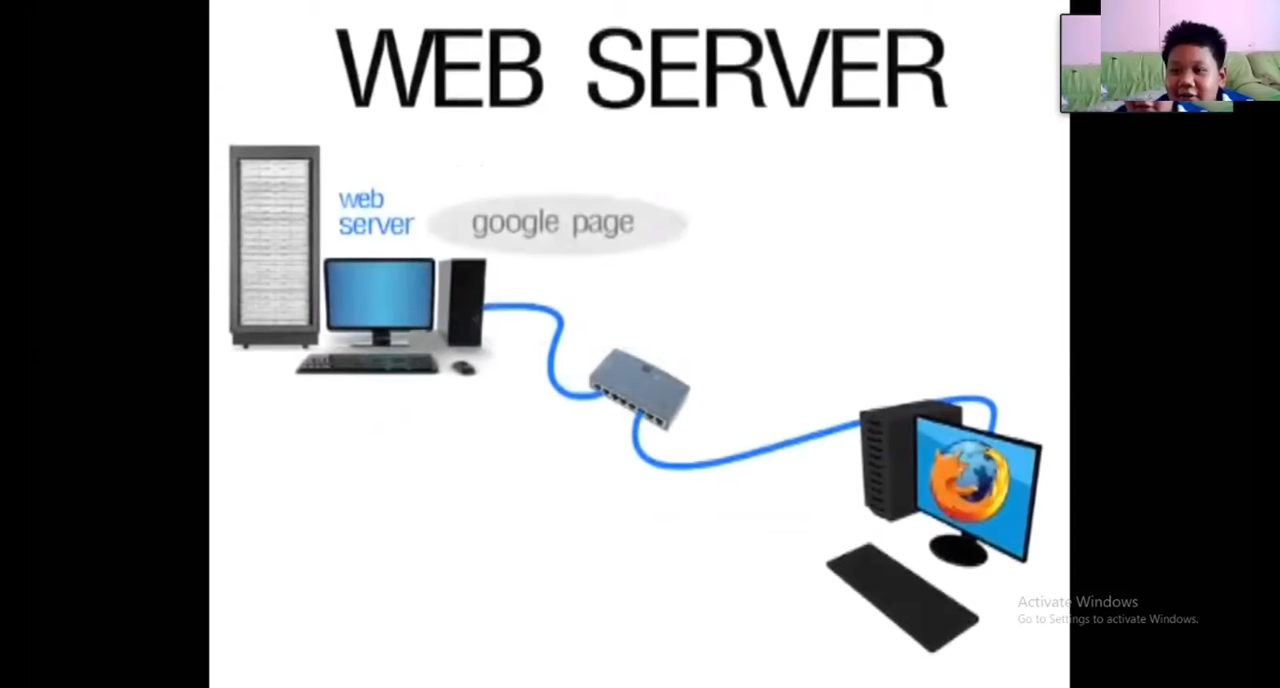 WEB SERVER
web
server
google page
Activate Windows
Go to Settings to activate Windows.